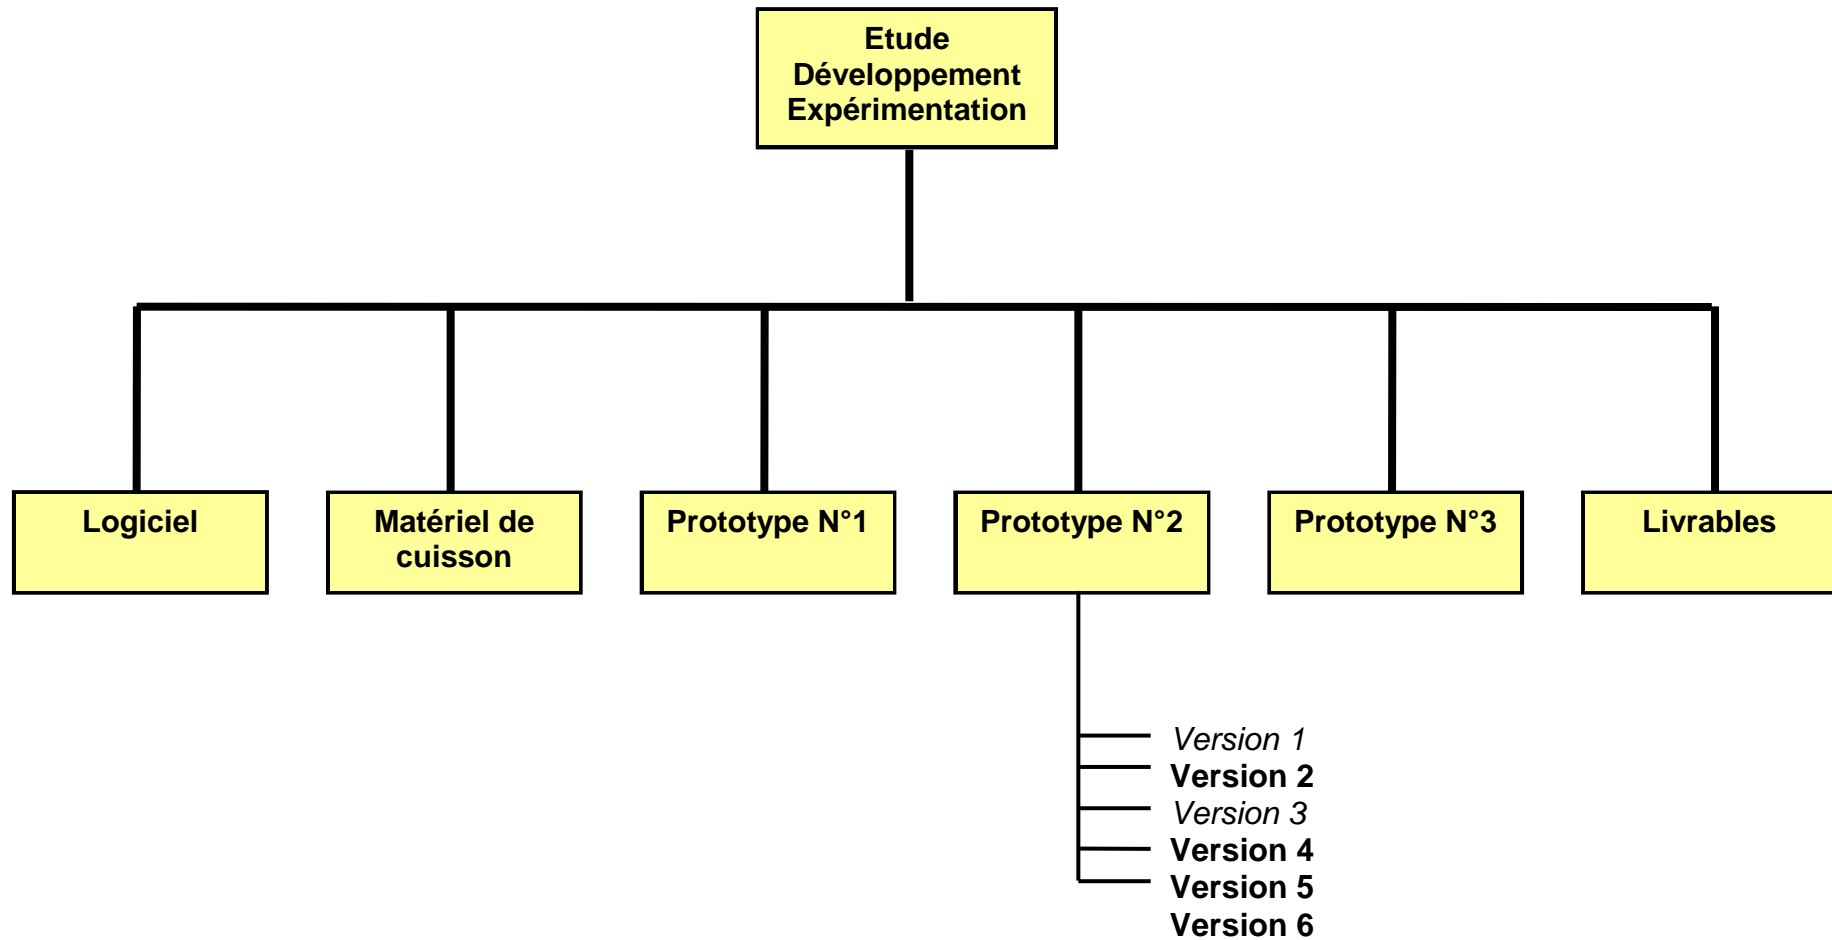 Etude
Développement
Expérimentation
Logiciel
Matériel de
cuisson
Prototype N°1
Prototype N°2
Prototype N°3
Livrables
Version 1
Version 2
Version 3
Version 4
Version 5
Version 6